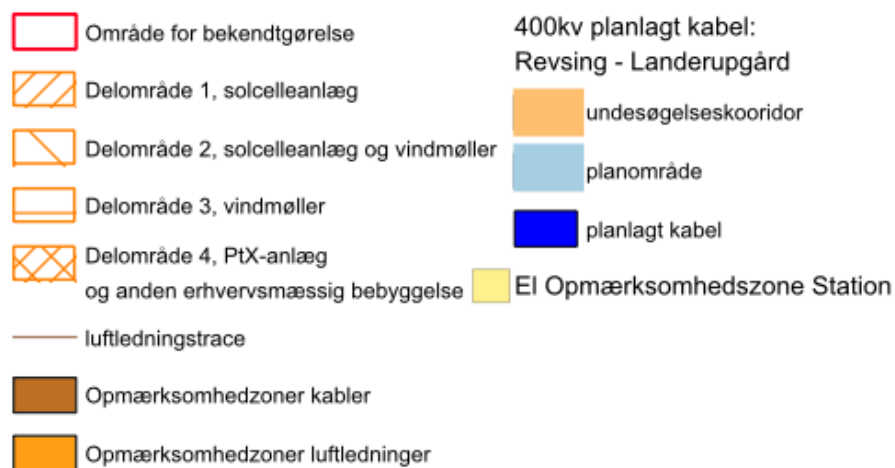 Område for bekendtgørelse
Delområde 1, solcelleanlæg
Delområde 2, solcelleanlæg og vindmøller
Delområde 3, vindmøller
Delområde 4, PtX-anlæg
og anden erhvervsmæssig bebyggelse
luftledningstrace
Opmærksomhedzoner kabler
Opmærksomhedzoner luftledninger
400kv planlagt kabel:
Revsing - Landerupgård
undesøgelseskooridor
planområde
planlagt kabel
El Opmærksomhedszone Station